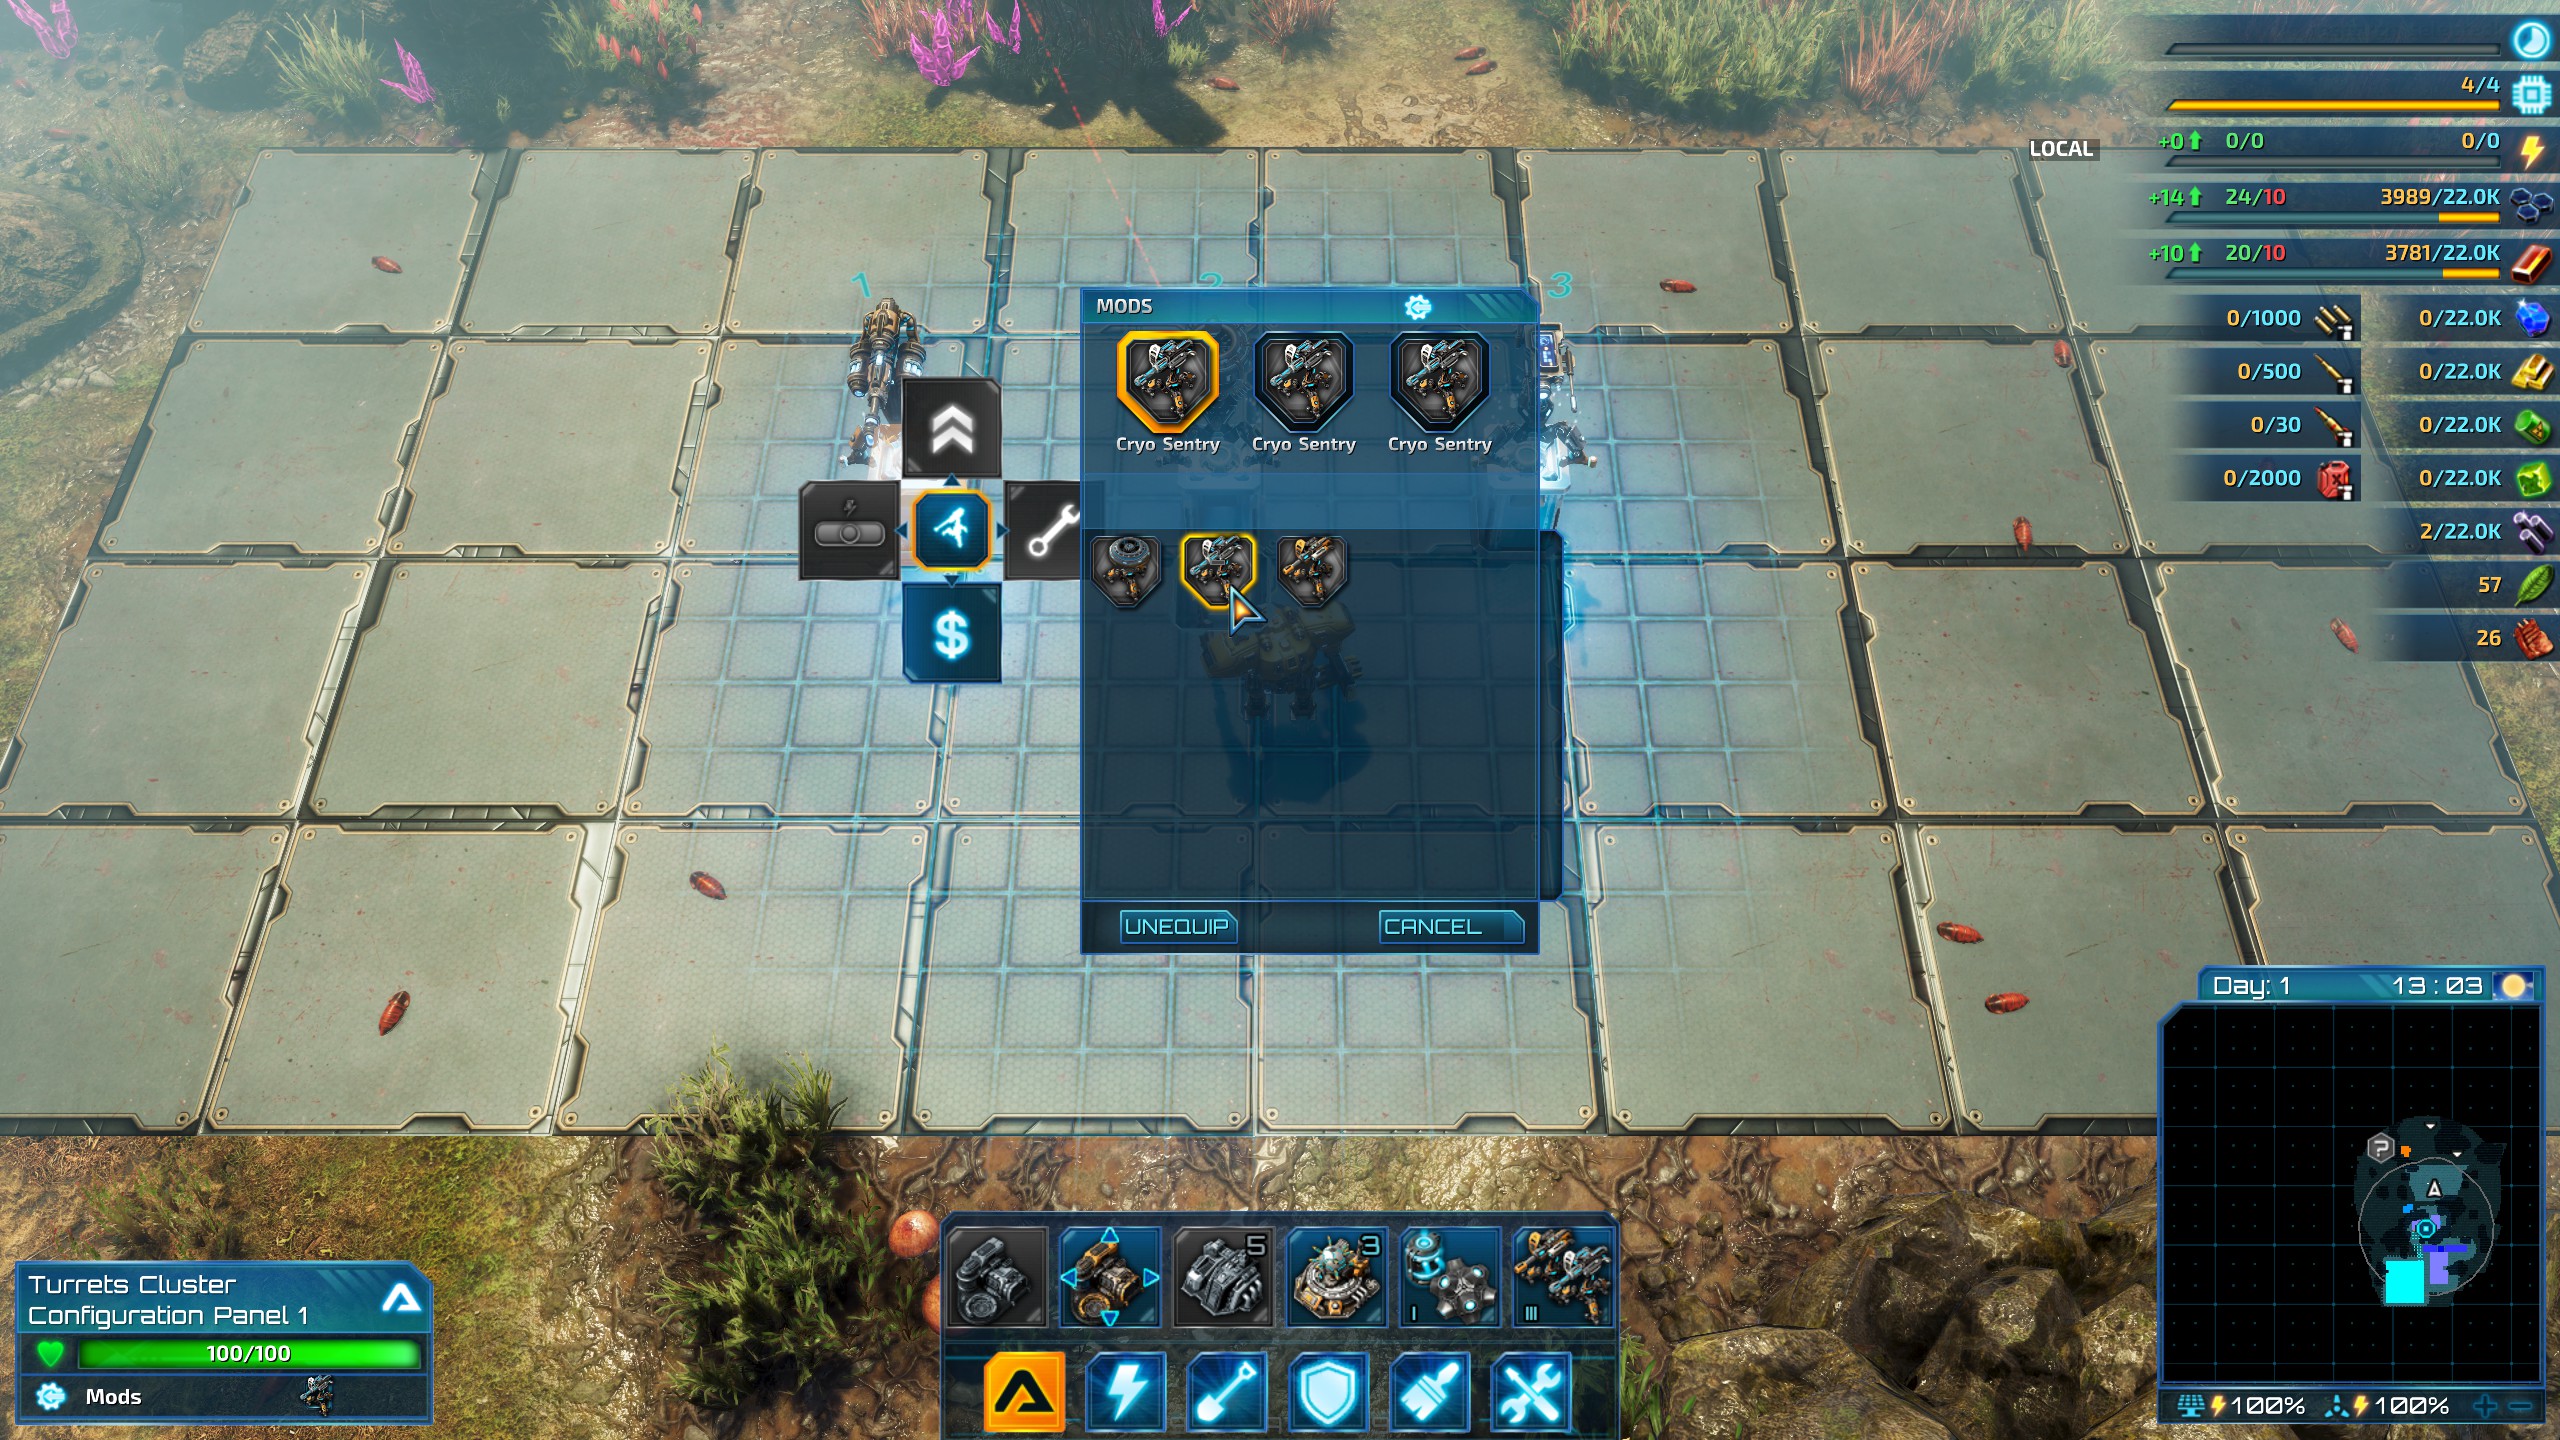 4/4
LOCAL
+0 0/0 0/0
+14 24/10 3989/22.0K
+10 20/10 3781/22.0K
0/1000 0/22.0K
0/500 0/22.0K
0/30 0/22.0K
0/2000 0/22.0K
2/22.0K
57
26
1
2
3
MODS
Cryo Sentry Cryo Sentry Cryo Sentry
$
UNEQUIP CANCEL
Day: 1 13:03
?
100% 100%
5
3
I
III
Turrets Cluster
Configuration Panel 1
100/100
Mods